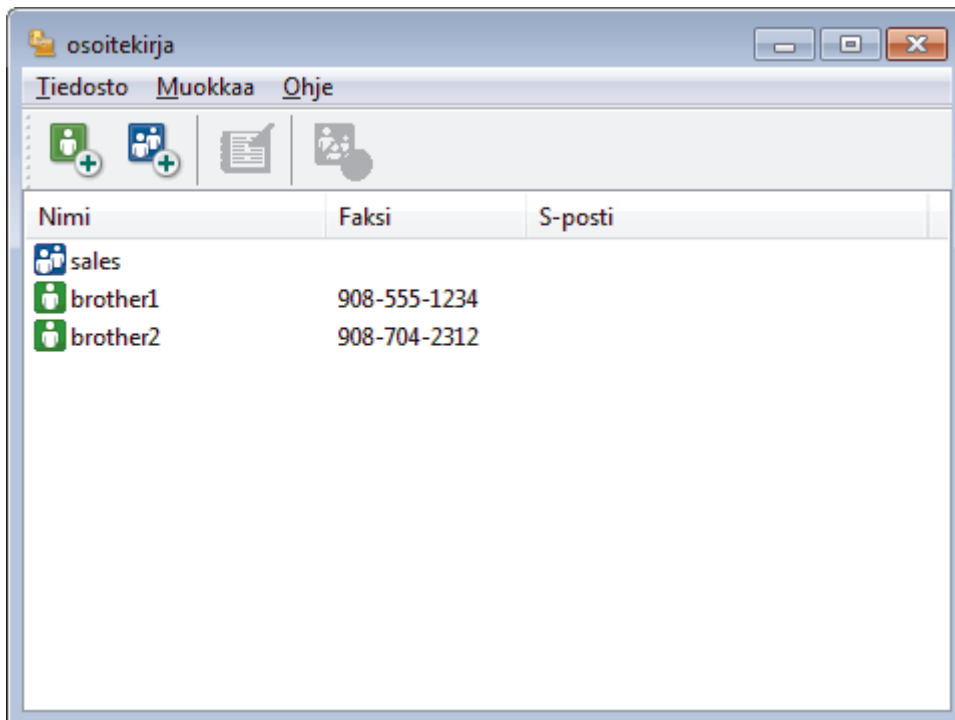 osoitekirja
Tiedosto Muokkaa Ohje
Nimi Faksi S-posti
sales
brother1 908-555-1234
brother2 908-704-2312